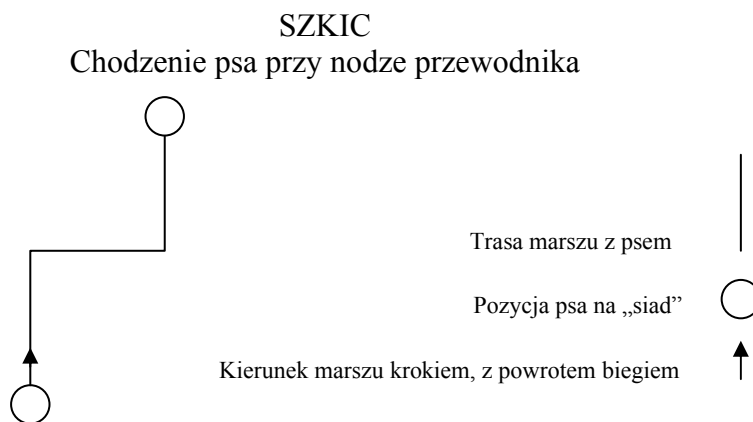 SZKIC
Chodzenie psa przy nodze przewodnika
Trasa marszu z psem
Pozycja psa na „siad”
Kierunek marszu krokiem, z powrotem biegiem